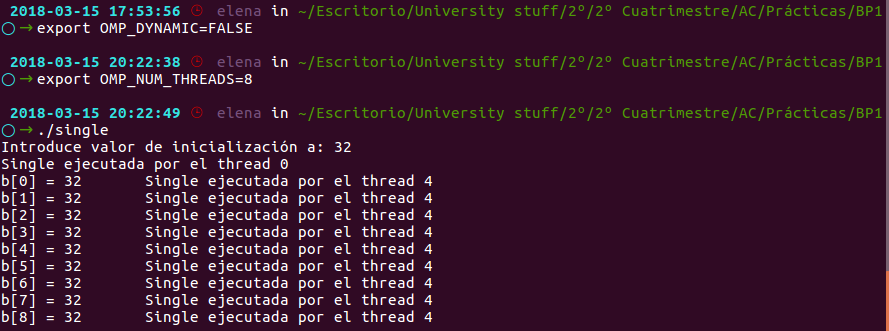 2018-03-15 17:53:56 elena in ~/Escritorio/University stuff/2º/2º Cuatrimestre/AC/Prácticas/BP1
→export OMP_DYNAMIC=FALSE
2018-03-15 20:22:38 elena in ~/Escritorio/University stuff/2º/2º Cuatrimestre/AC/Prácticas/BP1
→export OMP_NUM_THREADS=8
2018-03-15 20:22:49 elena in ~/Escritorio/University stuff/2º/2º Cuatrimestre/AC/Prácticas/BP1
→./single
Introduce valor de inicialización a: 32
Single ejecutada por el thread 0
b[0] = 32 Single ejecutada por el thread 4
b[1] = 32 Single ejecutada por el thread 4
b[2] = 32 Single ejecutada por el thread 4
b[3] = 32 Single ejecutada por el thread 4
b[4] = 32 Single ejecutada por el thread 4
b[5] = 32 Single ejecutada por el thread 4
b[6] = 32 Single ejecutada por el thread 4
b[7] = 32 Single ejecutada por el thread 4
b[8] = 32 Single ejecutada por el thread 4